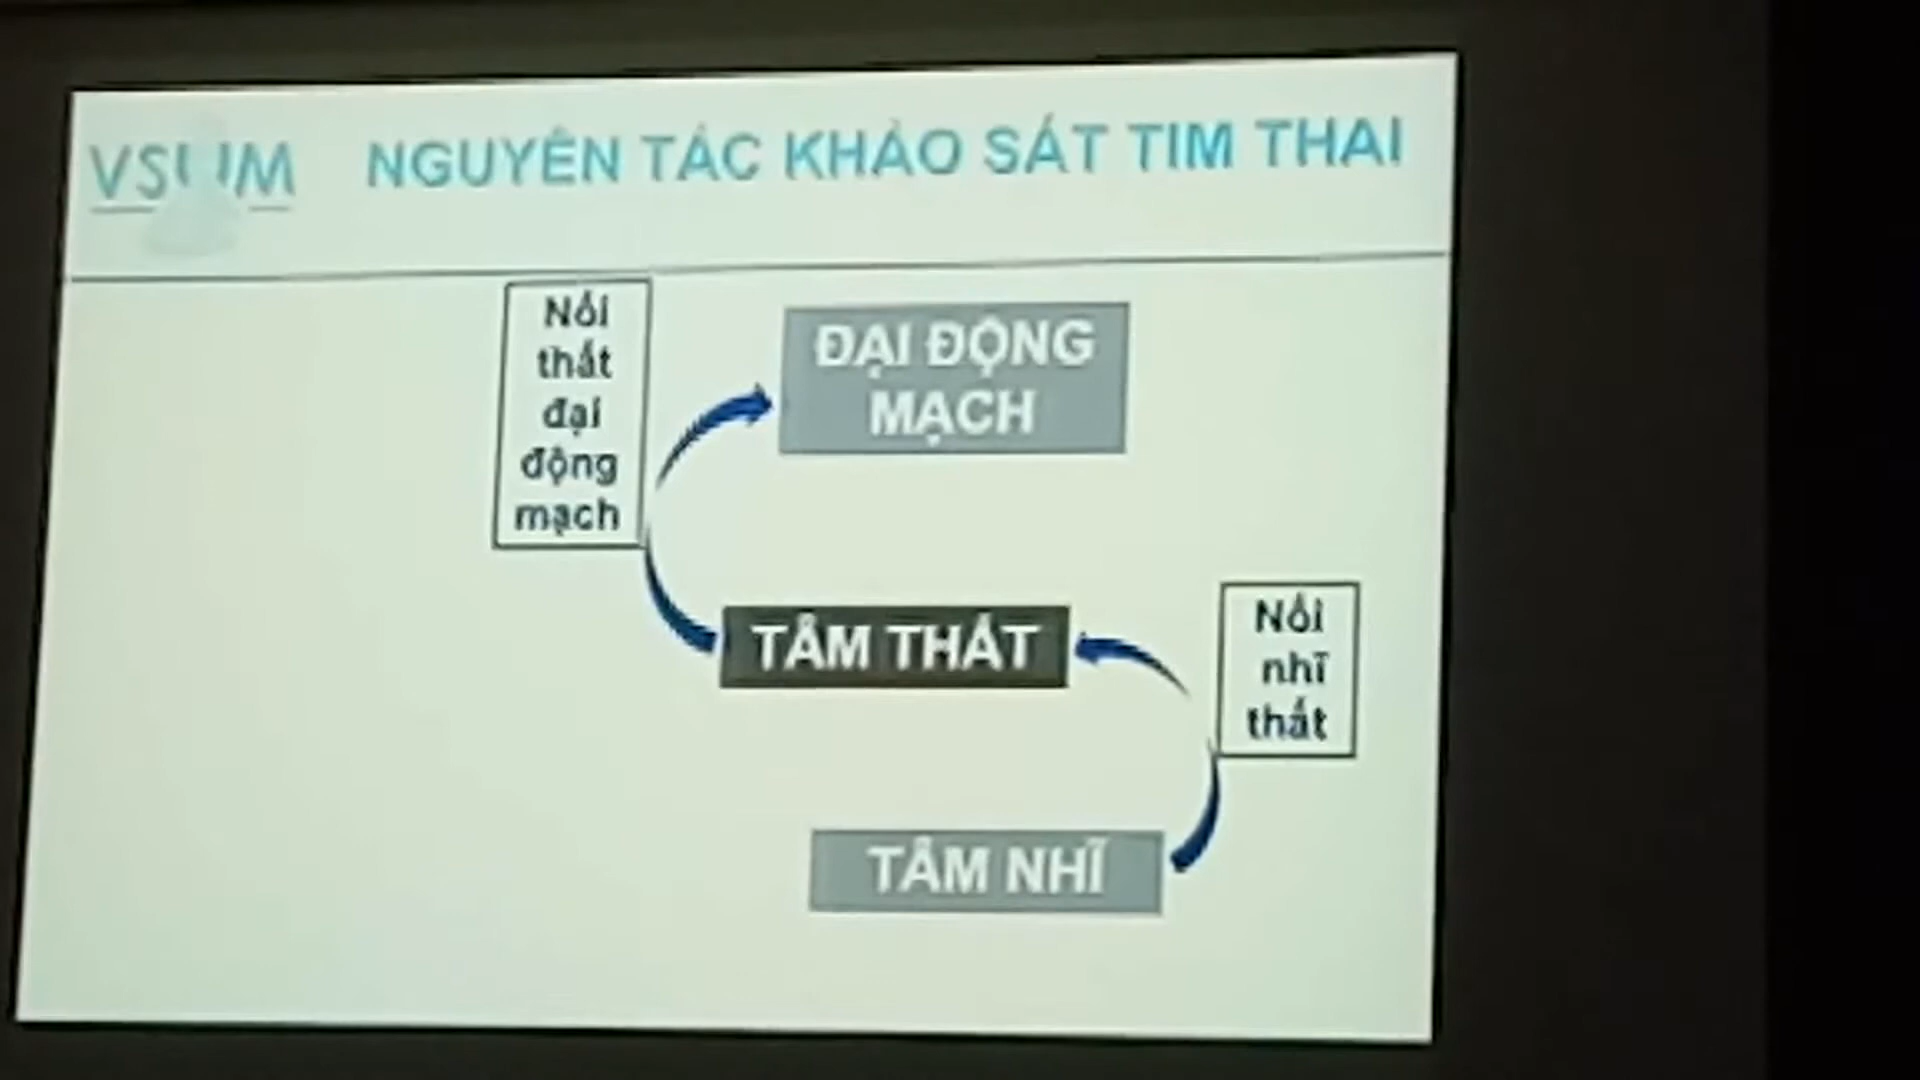 VSUM
NGUYÊN TẮC KHẢO SÁT TIM THAI
Nối
thất
đại
động
mạch
ĐẠI ĐỘNG
MẠCH
TÂM THẤT
Nối
nhĩ
thất
TÂM NHĨ